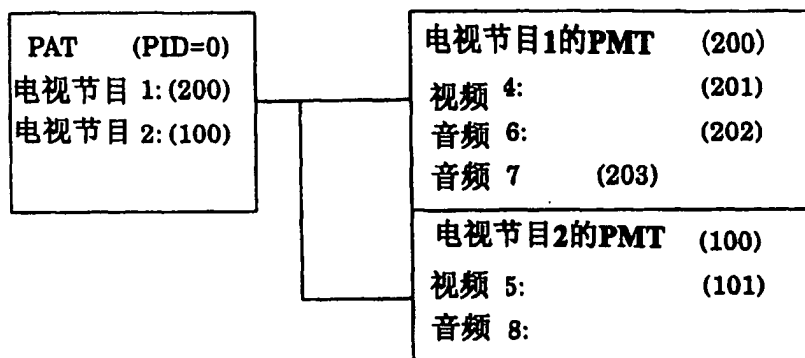 PAT (PID=0)
电视节目 1:(200)
电视节目 2:(100)
电视节目1的PMT (200)
视频 4: (201)
音频 6: (202)
音频 7 (203)
电视节目2的PMT (100)
视频 5: (101)
音频 8: